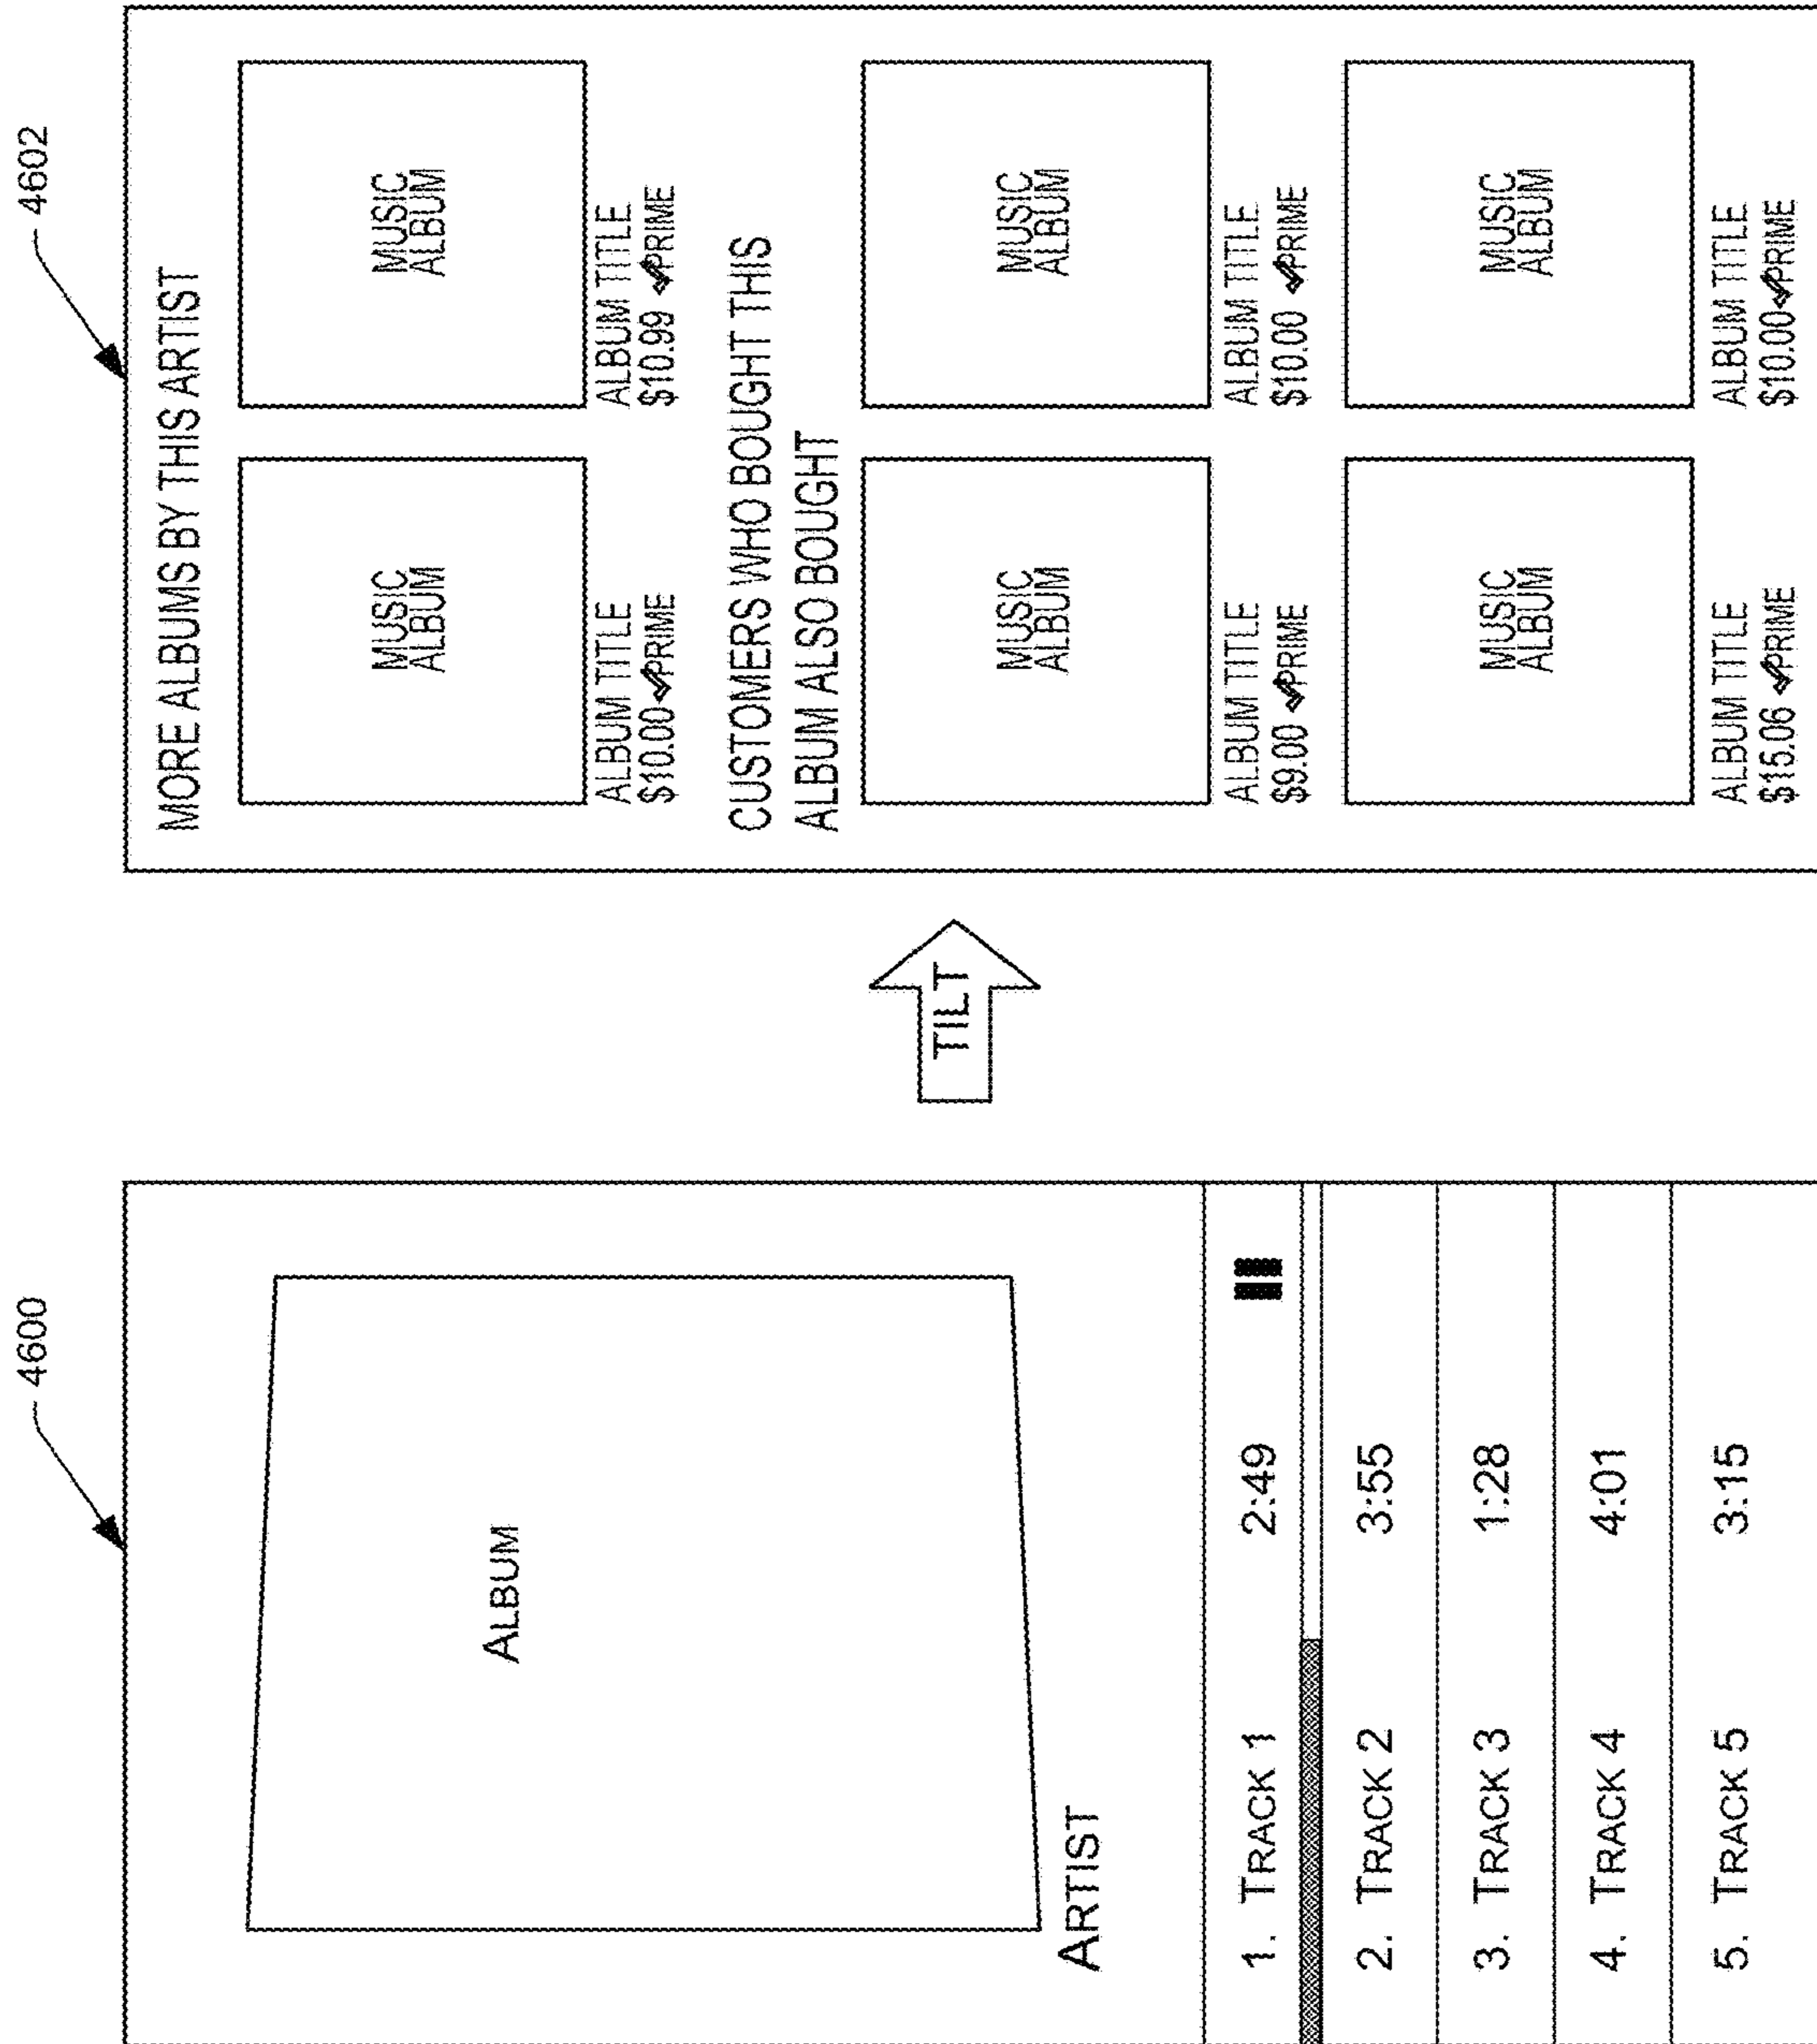 4600
ALBUM
ARTIST
1. TRACK 1 2:49
2. TRACK 2 3:55
3. TRACK 3 1:28
4. TRACK 4 4:01
5. TRACK 5 3:15
TILT
4602
MORE ALBUMS BY THIS ARTIST
MUSIC
ALBUM
ALBUM TITLE
$10.00 ✔PRIME
MUSIC
ALBUM
ALBUM TITLE
$10.99 ✔PRIME
CUSTOMERS WHO BOUGHT THIS
ALBUM ALSO BOUGHT
MUSIC
ALBUM
ALBUM TITLE
$9.00 ✔PRIME
MUSIC
ALBUM
ALBUM TITLE
$10.00 ✔PRIME
MUSIC
ALBUM
ALBUM TITLE
$15.06 ✔PRIME
MUSIC
ALBUM
ALBUM TITLE
$10.00 ✔PRIME